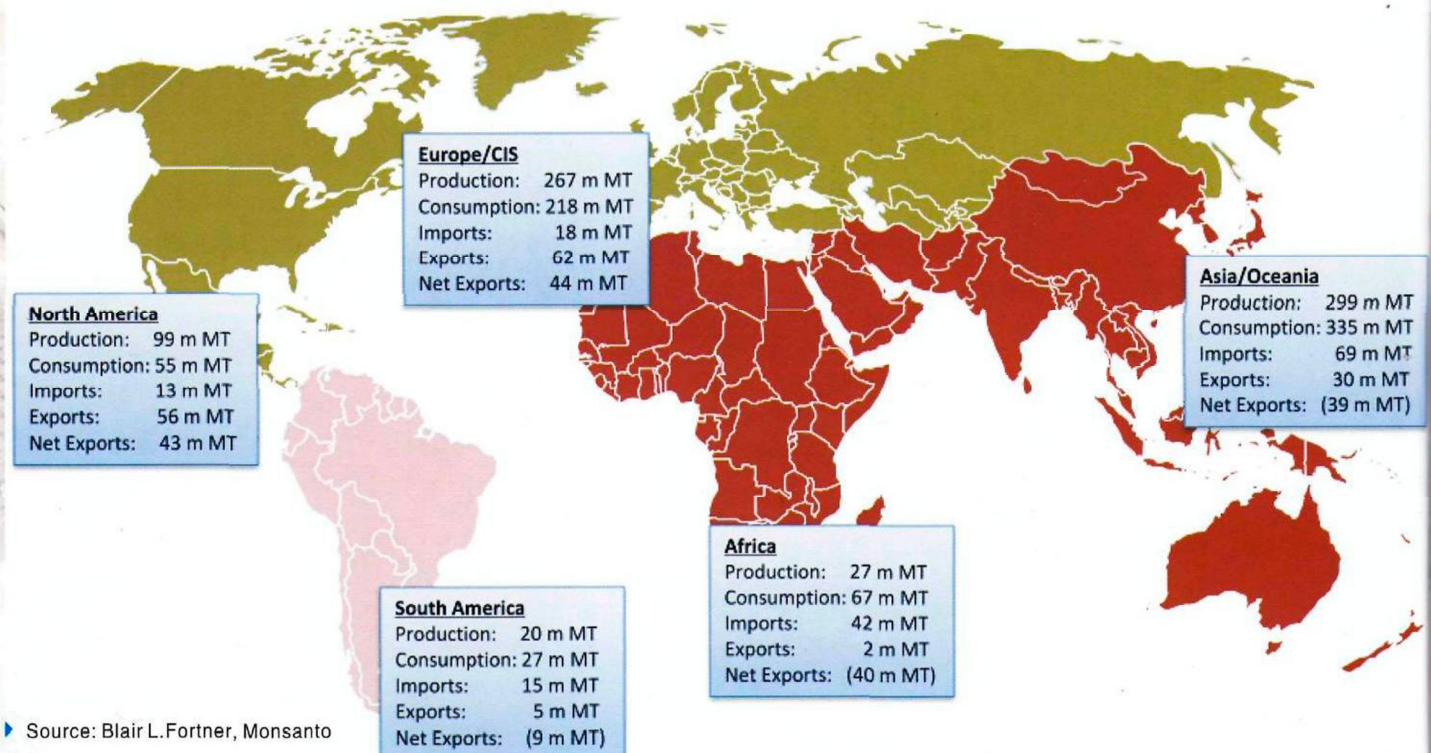 Europe/CIS
Production: 267 m MT
Consumption: 218 m MT
Imports: 18 m MT
Exports: 62 m MT
Net Exports: 44 m MT
North America
Production: 99 m MT
Consumption: 55 m MT
Imports: 13 m MT
Exports: 56 m MT
Net Exports: 43 m MT
Asia/Oceania
Production: 299 m MT
Consumption: 335 m MT
Imports: 69 m MT
Exports: 30 m MT
Net Exports: (39 m MT)
Africa
Production: 27 m MT
Consumption: 67 m MT
Imports: 42 m MT
Exports: 2 m MT
Net Exports: (40 m MT)
South America
Production: 20 m MT
Consumption: 27 m MT
Imports: 15 m MT
Exports: 5 m MT
Net Exports: (9 m MT)
Source: Blair L.Fortner, Monsanto